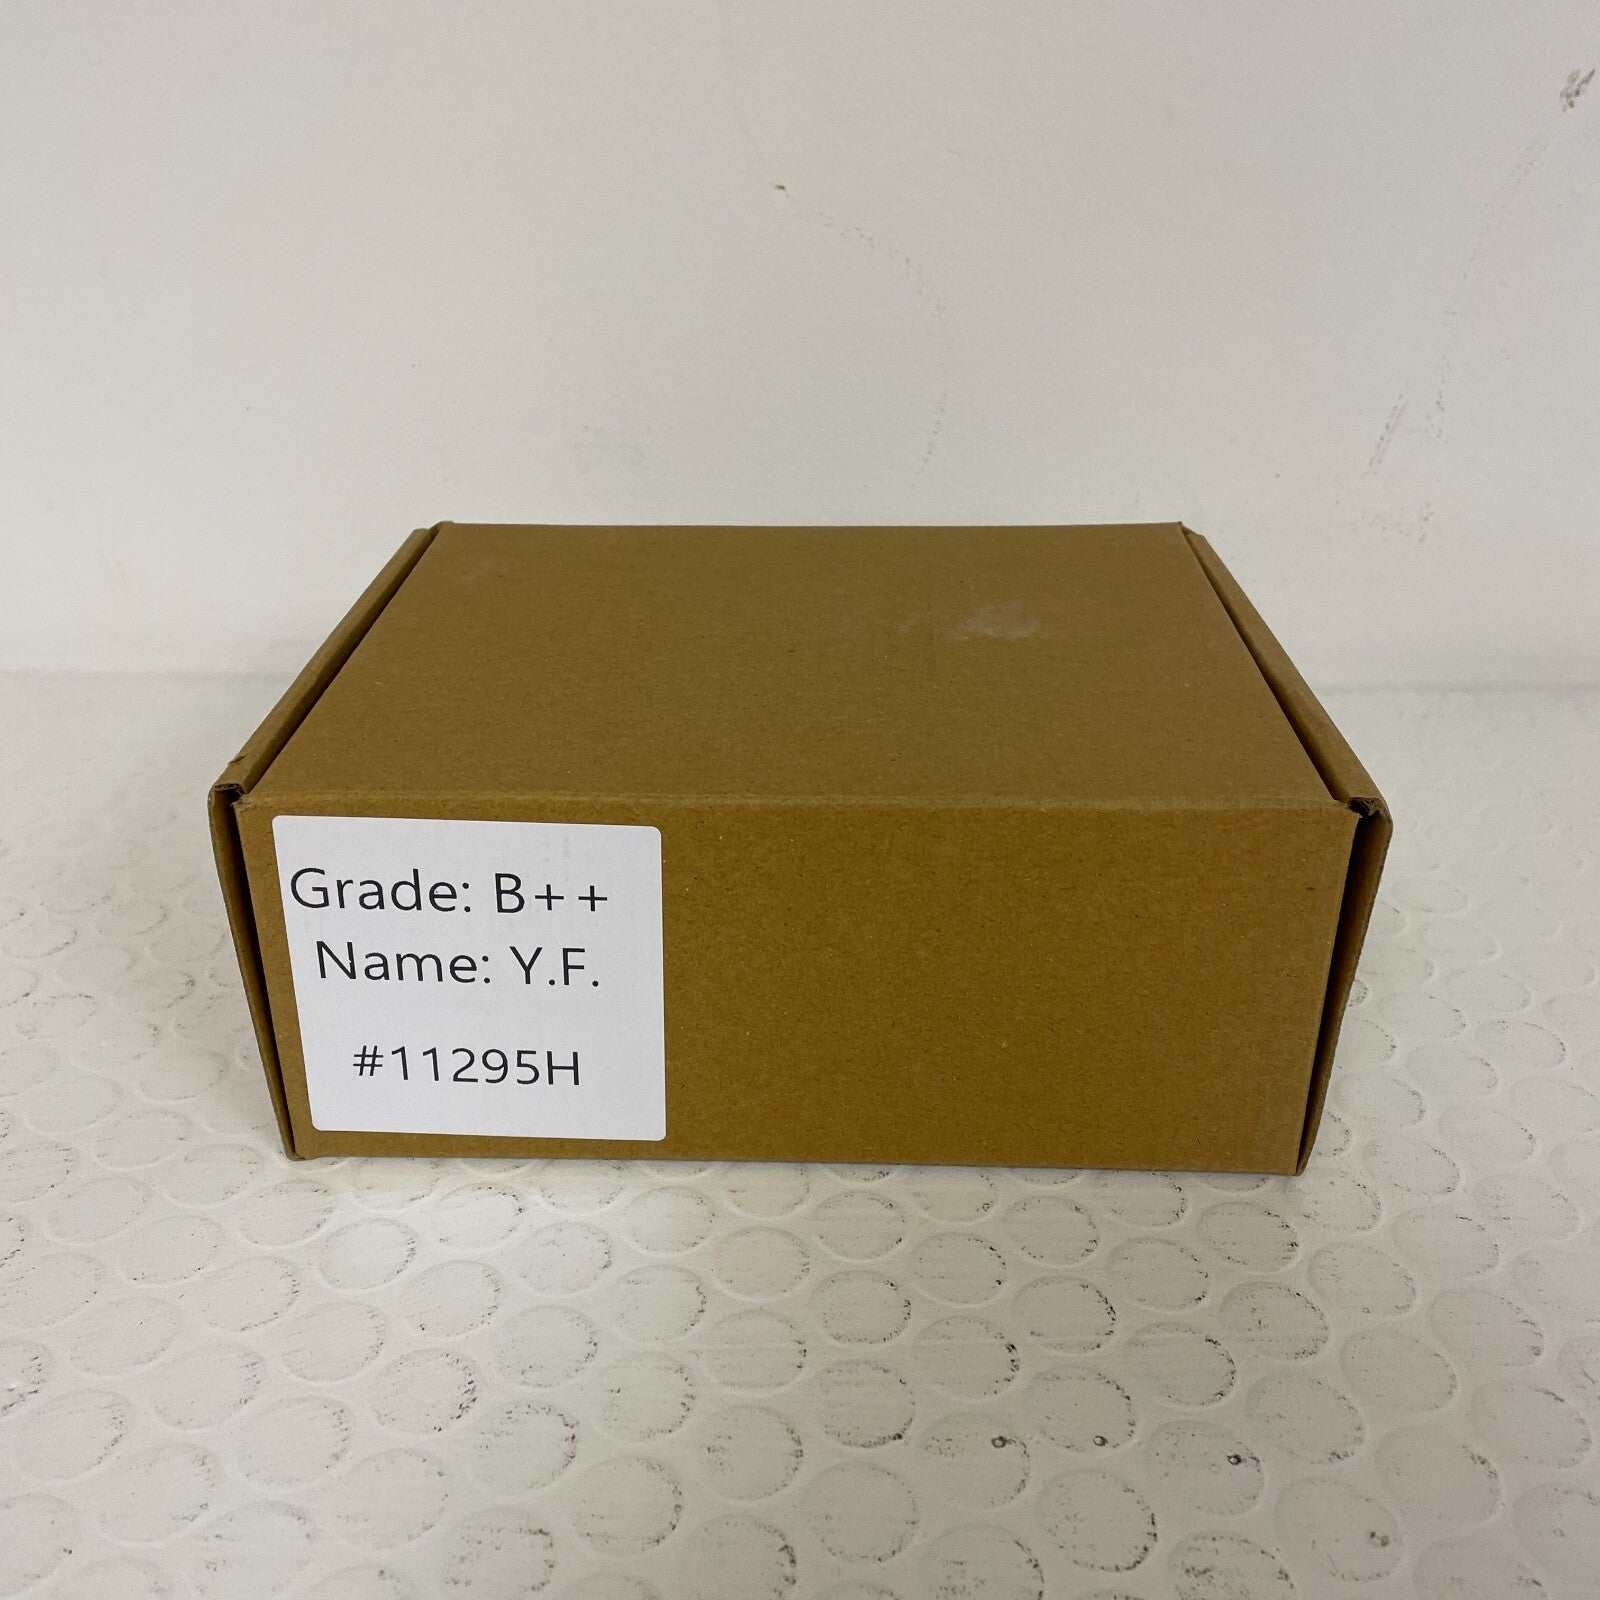 Grade: B++
Name: Y.F.
#11295H